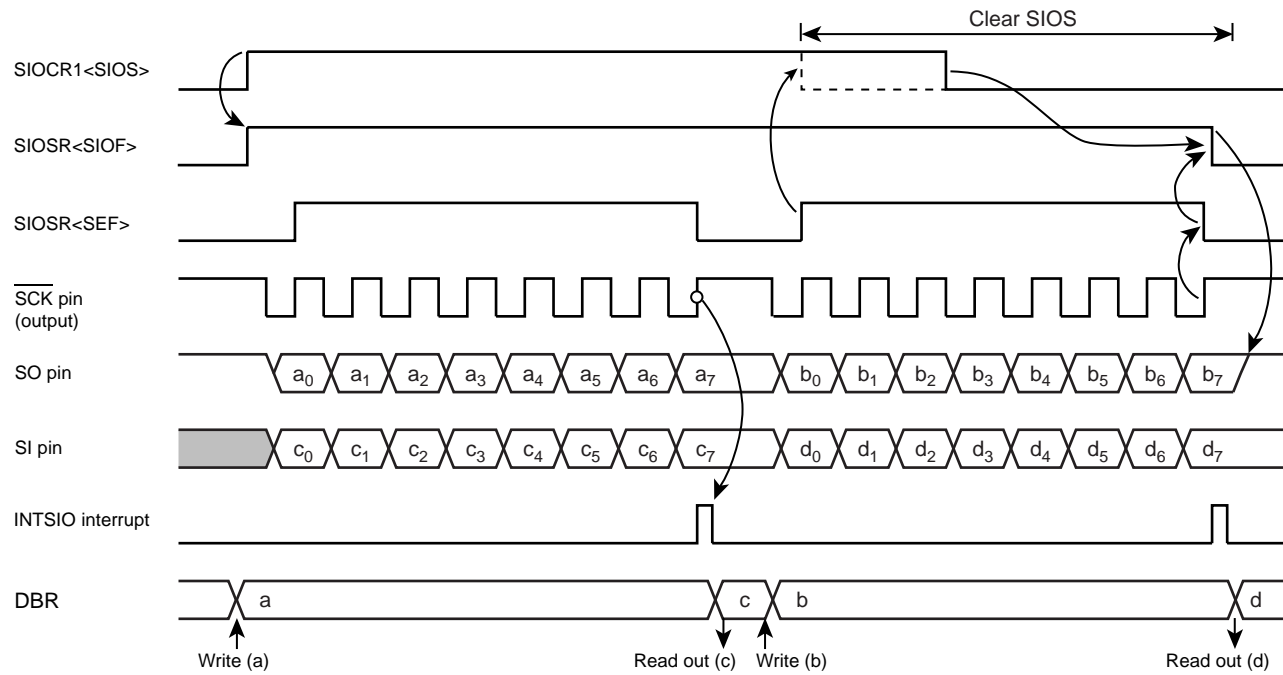 Clear SIOS
SIOCR1<SIOS>
SIOSR<SIOF>
SIOSR<SEF>
SCK pin
(output)
SO pin a0 a1 a2 a3 a4 a5 a6 a7 b0 b1 b2 b3 b4 b5 b6 b7
SI pin c0 c1 c2 c3 c4 c5 c6 c7 d0 d1 d2 d3 d4 d5 d6 d7
INTSIO interrupt
DBR a c b d
Write (a) Read out (c) Write (b) Read out (d)